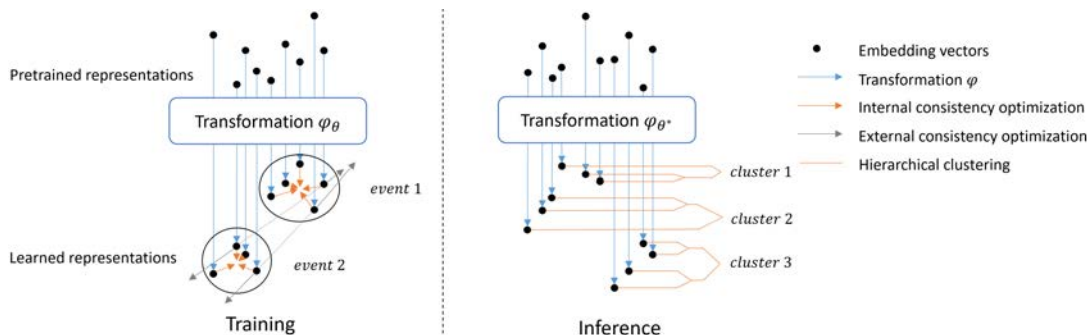 Pretrained representations
Transformation φθ
event 1
Learned representations
event 2
Training
Transformation φθ*
cluster 1
cluster 2
cluster 3
Inference
Embedding vectors
Transformation φ
Internal consistency optimization
External consistency optimization
Hierarchical clustering